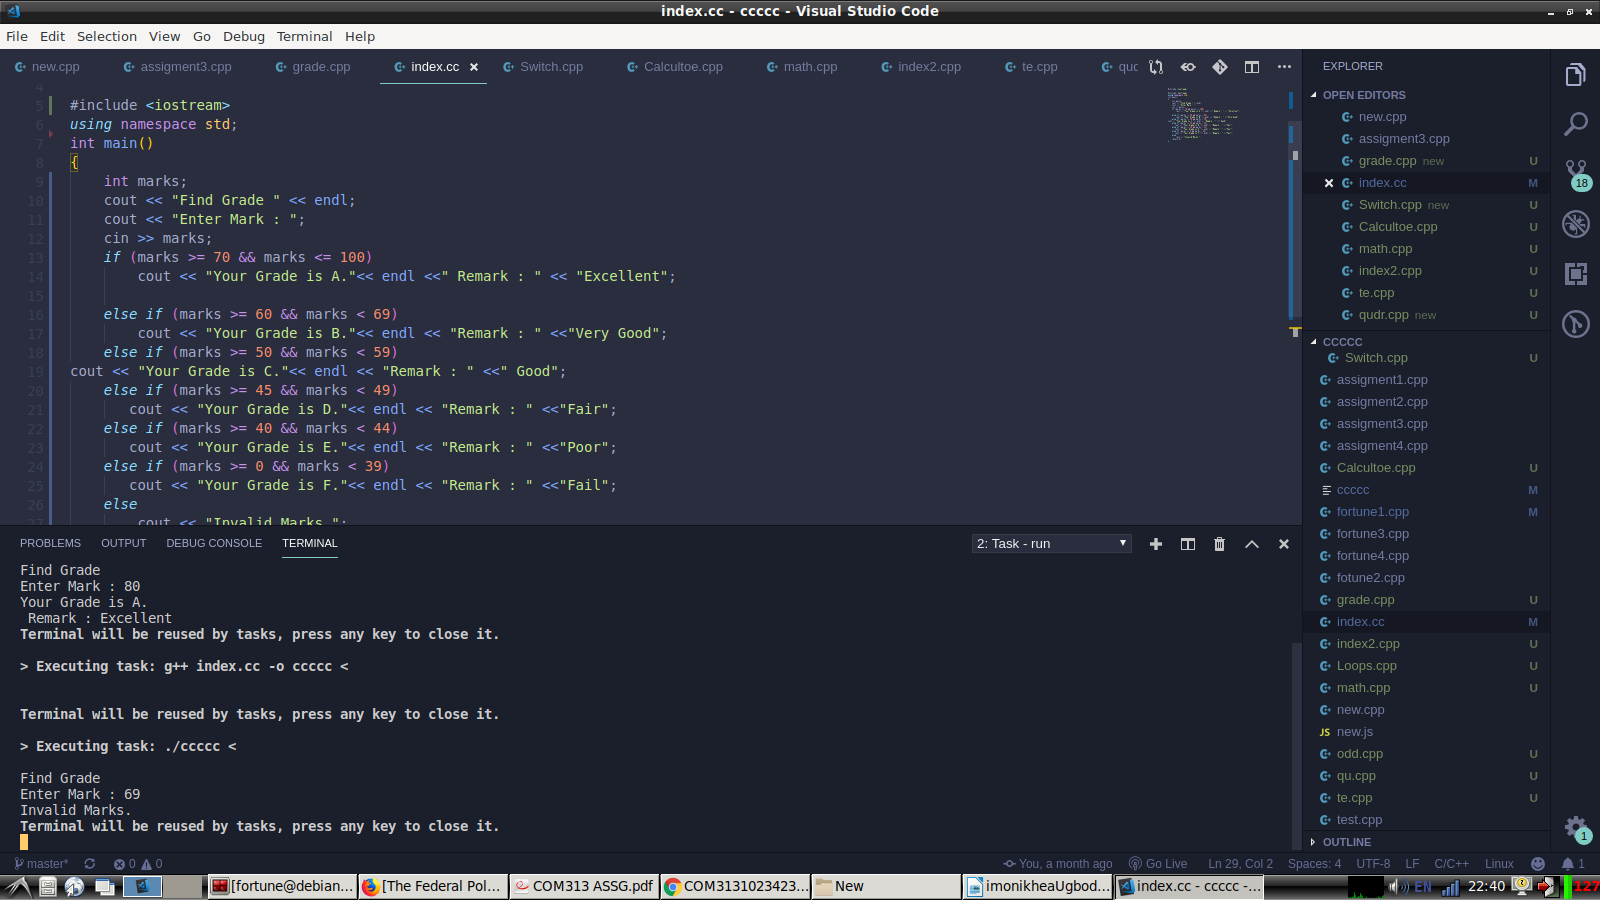 index.cc - ccccc - Visual Studio Code
File Edit Selection View Go Debug Terminal Help
new.cpp assigment3.cpp grade.cpp index.cc Switch.cpp Calcultoe.cpp math.cpp index2.cpp te.cpp quc
4
5 #include <iostream>
6 using namespace std;
7 int main()
8 {
9 int marks;
10 cout << "Find Grade " << endl;
11 cout << "Enter Mark : ";
12 cin >> marks;
13 if (marks >= 70 && marks <= 100)
14 cout << "Your Grade is A."<< endl <<" Remark : " << "Excellent";
15
16 else if (marks >= 60 && marks < 69)
17 cout << "Your Grade is B."<< endl << "Remark : " <<"Very Good";
18 else if (marks >= 50 && marks < 59)
19 cout << "Your Grade is C."<< endl << "Remark : " <<" Good";
20 else if (marks >= 45 && marks < 49)
21 cout << "Your Grade is D."<< endl << "Remark : " <<"Fair";
22 else if (marks >= 40 && marks < 44)
23 cout << "Your Grade is E."<< endl << "Remark : " <<"Poor";
24 else if (marks >= 0 && marks < 39)
25 cout << "Your Grade is F."<< endl << "Remark : " <<"Fail";
26 else
27 cout << "Invalid Marks.";
PROBLEMS OUTPUT DEBUG CONSOLE TERMINAL
2: Task - run
Find Grade
Enter Mark : 80
Your Grade is A.
Remark : Excellent
Terminal will be reused by tasks, press any key to close it.
> Executing task: g++ index.cc -o ccccc <
Terminal will be reused by tasks, press any key to close it.
> Executing task: ./ccccc <
Find Grade
Enter Mark : 69
Invalid Marks.
Terminal will be reused by tasks, press any key to close it.
EXPLORER
OPEN EDITORS
new.cpp
assigment3.cpp
grade.cpp new U
index.cc M
Switch.cpp new U
Calcultoe.cpp U
math.cpp U
index2.cpp U
te.cpp U
qudr.cpp new U
CCCCC
Switch.cpp U
assigment1.cpp
assigment2.cpp
assigment3.cpp
assigment4.cpp
Calcultoe.cpp U
ccccc M
fortune1.cpp M
fortune3.cpp
fortune4.cpp
fotune2.cpp
grade.cpp U
index.cc M
index2.cpp U
Loops.cpp U
math.cpp U
new.cpp
JS new.js
odd.cpp U
qu.cpp U
te.cpp U
test.cpp
OUTLINE
18
1
master* 0 0 You, a month ago Go Live Ln 29, Col 2 Spaces: 4 UTF-8 LF C/C++ Linux 1
[fortune@debian... [The Federal Pol... COM313 ASSG.pdf COM3131023423... New imonikheaUgbod... index.cc - ccccc -... EN 22:40 127